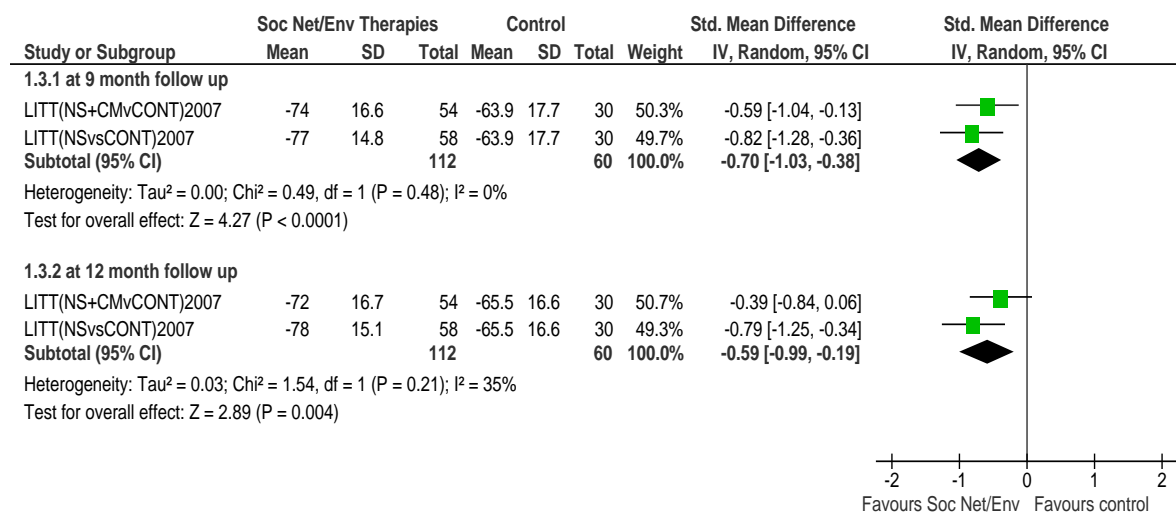 Soc Net/Env Therapies Control Std. Mean Difference Std. Mean Difference
Study or Subgroup Mean SD Total Mean SD Total Weight IV, Random, 95% CI IV, Random, 95% CI
1.3.1 at 9 month follow up
LITT(NS+CMvCONT)2007 -74 16.6 54 -63.9 17.7 30 50.3% -0.59 [-1.04, -0.13]
LITT(NSvsCONT)2007 -77 14.8 58 -63.9 17.7 30 49.7% -0.82 [-1.28, -0.36]
Subtotal (95% CI) 112 60 100.0% -0.70 [-1.03, -0.38]
Heterogeneity: Tau² = 0.00; Chi² = 0.49, df = 1 (P = 0.48); I² = 0%
Test for overall effect: Z = 4.27 (P < 0.0001)
1.3.2 at 12 month follow up
LITT(NS+CMvCONT)2007 -72 16.7 54 -65.5 16.6 30 50.7% -0.39 [-0.84, 0.06]
LITT(NSvsCONT)2007 -78 15.1 58 -65.5 16.6 30 49.3% -0.79 [-1.25, -0.34]
Subtotal (95% CI) 112 60 100.0% -0.59 [-0.99, -0.19]
Heterogeneity: Tau² = 0.03; Chi² = 1.54, df = 1 (P = 0.21); I² = 35%
Test for overall effect: Z = 2.89 (P = 0.004)
-2 -1 0 1 2
Favours Soc Net/Env Favours control